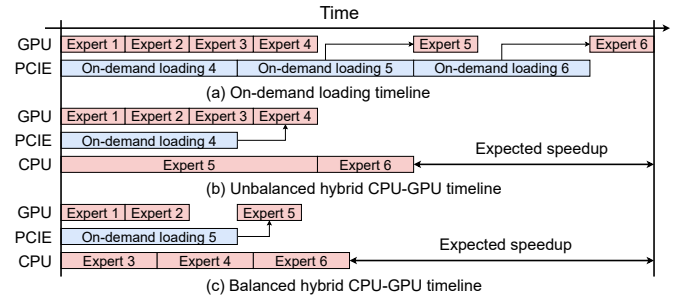 Time
GPU Expert 1 Expert 2 Expert 3 Expert 4 Expert 5 Expert 6
PCIE On-demand loading 4 On-demand loading 5 On-demand loading 6
(a) On-demand loading timeline
GPU Expert 1 Expert 2 Expert 3 Expert 4
PCIE On-demand loading 4
Expected speedup
CPU Expert 5 Expert 6
(b) Unbalanced hybrid CPU-GPU timeline
GPU Expert 1 Expert 2 Expert 5
PCIE On-demand loading 5
Expected speedup
CPU Expert 3 Expert 4 Expert 6
(c) Balanced hybrid CPU-GPU timeline